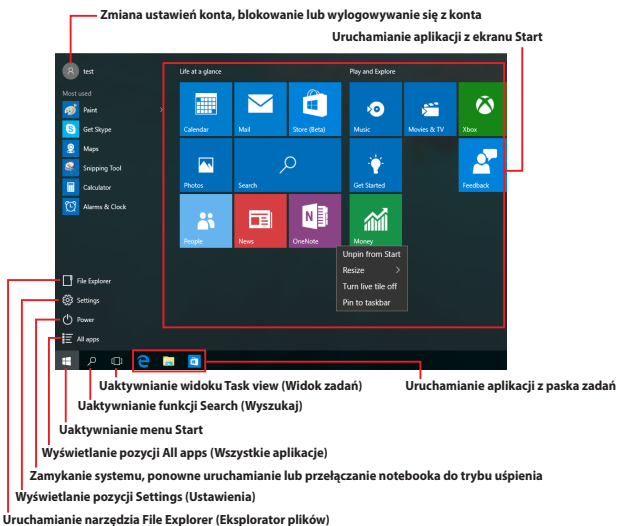 Zmiana ustawień konta, blokowanie lub wylogowywanie się z konta
Uruchamianie aplikacji z ekranu Start
test
Life at a glance
Play and Explore
Most used
Paint
Get Skype
Maps
Snipping Tool
Calculator
Alarms & Clock
Calendar
Mail
Store (Beta)
Music
Movies & TV
Xbox
Photos
Search
Get Started
Feedback
People
News
OneNote
Money
Unpin from Start
Resize
Turn live tile off
Pin to taskbar
File Explorer
Settings
Power
All apps
Uaktywnianie widoku Task view (Widok zadań)
Uruchamianie aplikacji z paska zadań
Uaktywnianie funkcji Search (Wyszukaj)
Uaktywnianie menu Start
Wyświetlanie pozycji All apps (Wszystkie aplikacje)
Zamykanie systemu, ponowne uruchamianie lub przełączanie notebooka do trybu uśpienia
Wyświetlanie pozycji Settings (Ustawienia)
Uruchamianie narzędzia File Explorer (Eksplorator plików)